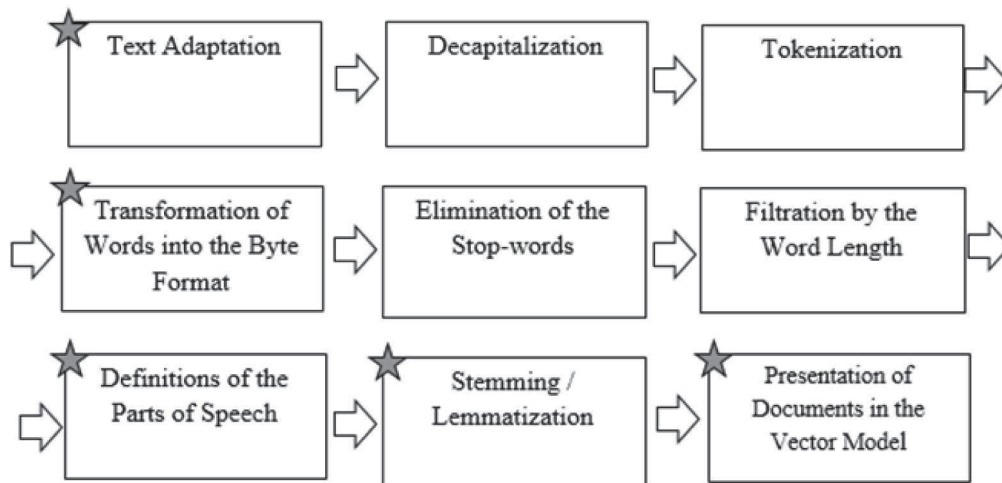 Text Adaptation
Decapitalization
Tokenization
Transformation of
Words into the Byte
Format
Elimination of the
Stop-words
Filtration by the
Word Length
Definitions of the
Parts of Speech
Stemming /
Lemmatization
Presentation of
Documents in the
Vector Model